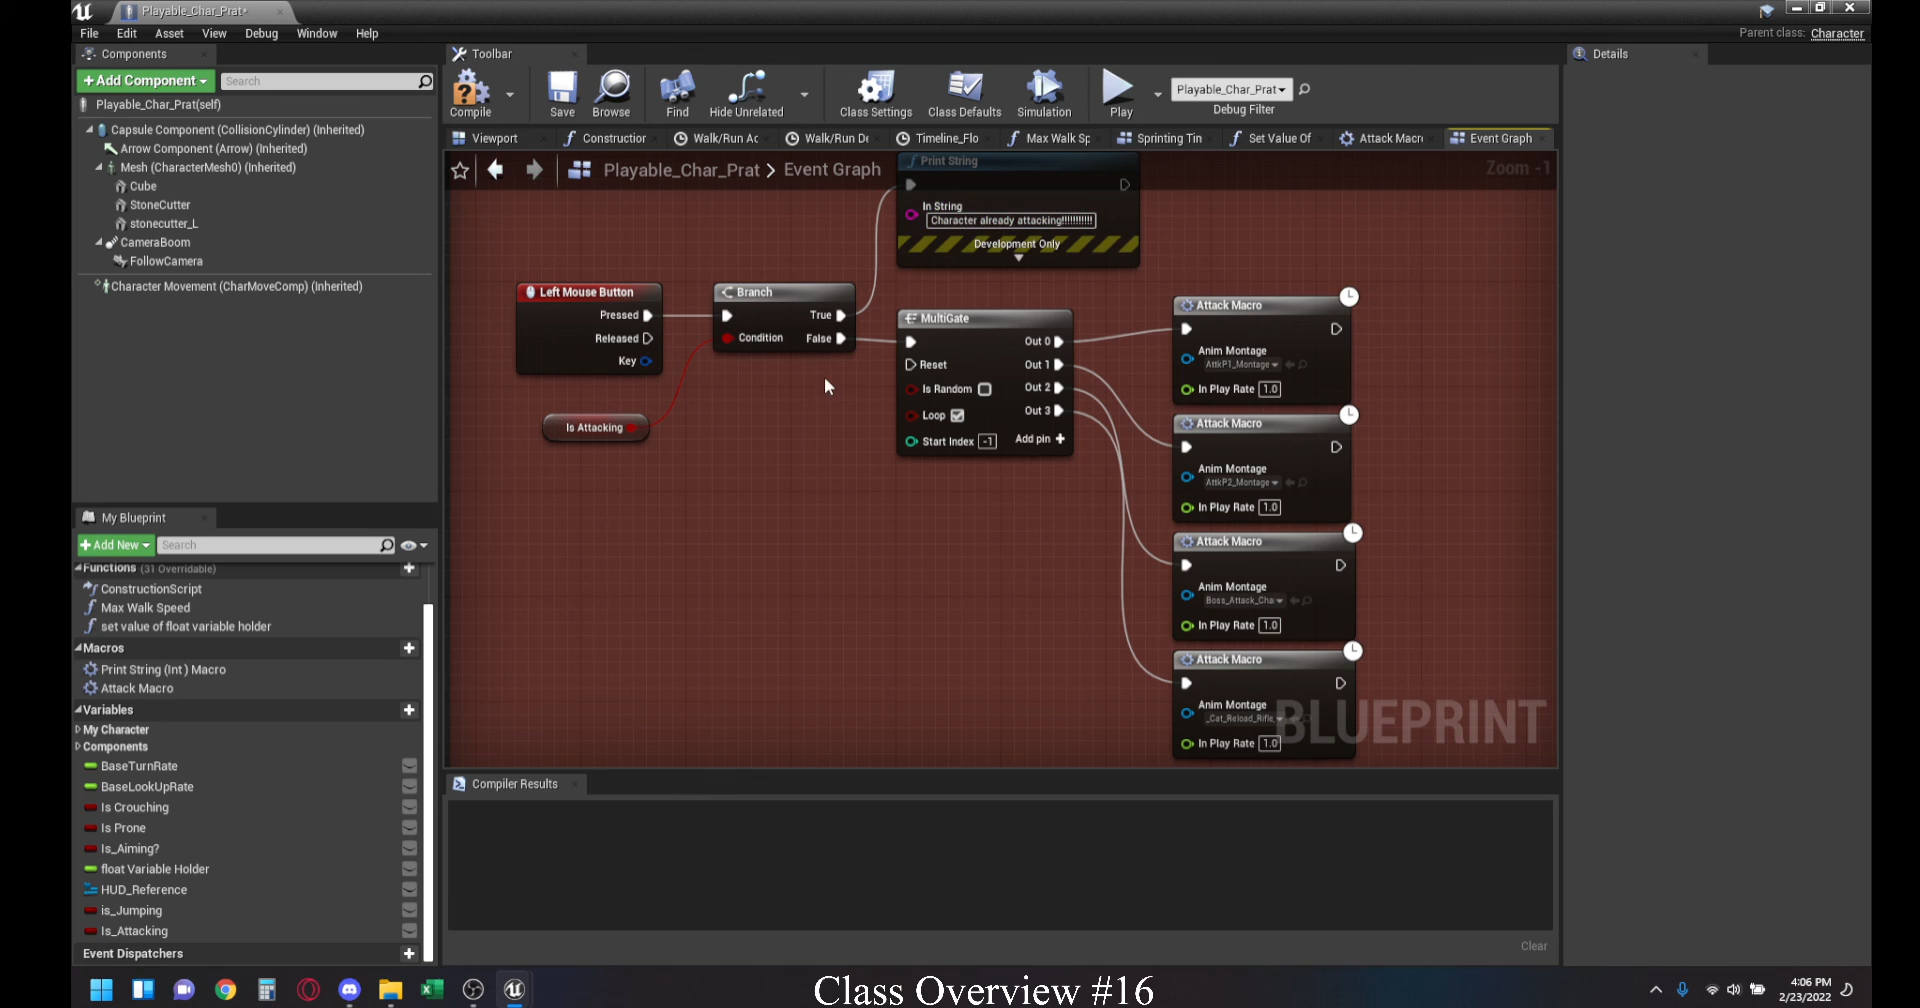 Playable_Char_Prat*
File Edit Asset View Debug Window Help
Parent class: Character
Components
+Add Component
Search
Playable_Char_Prat(self)
Capsule Component (CollisionCylinder) (Inherited)
Arrow Component (Arrow) (Inherited)
Mesh (CharacterMesh0) (Inherited)
Cube
StoneCutter
stonecutter_L
CameraBoom
FollowCamera
Character Movement (CharMoveComp) (Inherited)
My Blueprint
+Add New
Search
Functions (31 Overridable)
ConstructionScript
Max Walk Speed
set value of float variable holder
Macros
Print String (Int ) Macro
Attack Macro
Variables
My Character
Components
BaseTurnRate
BaseLookUpRate
Is Crouching
Is Prone
Is_Aiming?
float Variable Holder
HUD_Reference
is_Jumping
Is_Attacking
Event Dispatchers
Toolbar
Compile
Save
Browse
Find
Hide Unrelated
Class Settings
Class Defaults
Simulation
Play
Playable_Char_Prat
Debug Filter
Viewport
Construction
Walk/Run Ac
Walk/Run De
Timeline_Flo
Max Walk Sp
Sprinting Tin
Set Value Of
Attack Macro
Event Graph
Playable_Char_Prat > Event Graph
Zoom -1
Print String
In String
Character already attacking!!!!!!!!!!!
Development Only
Left Mouse Button
Pressed
Released
Key
Is Attacking
Branch
True
Condition
False
MultiGate
Out 0
Reset
Out 1
Is Random
Out 2
Loop
Out 3
Start Index -1
Add pin +
Attack Macro
Anim Montage
AttkP1_Montage
In Play Rate 1.0
Attack Macro
Anim Montage
AttkP2_Montage
In Play Rate 1.0
Attack Macro
Anim Montage
Boss_Attack_Cha
In Play Rate 1.0
Attack Macro
Anim Montage
_Cat_Reload_Rifle_
In Play Rate 1.0
BLUEPRINT
Compiler Results
Clear
Details
Class Overview #16
4:06 PM
2/23/2022